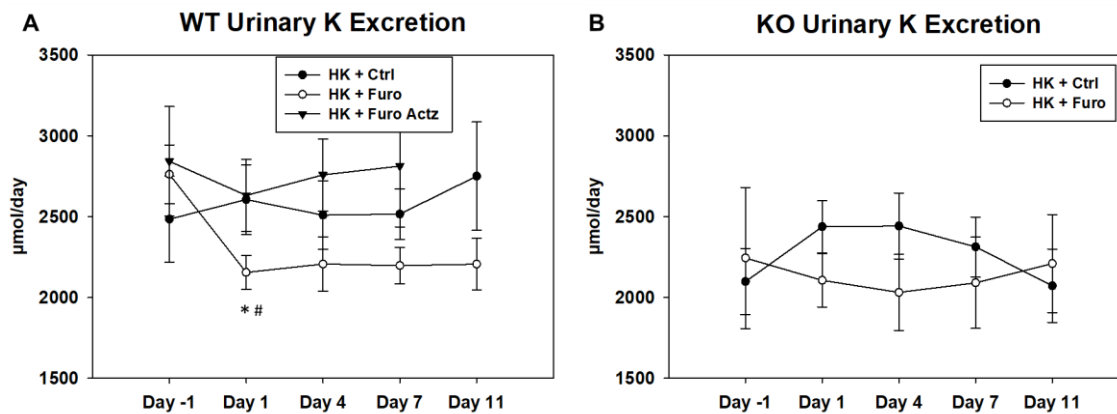 A
WT Urinary K Excretion
3500
3000
2500
2000
1500
µmol/day
HK + Ctrl
HK + Furo
HK + Furo Actz
* #
Day -1 Day 1 Day 4 Day 7 Day 11
B
KO Urinary K Excretion
3500
3000
2500
2000
1500
µmol/day
HK + Ctrl
HK + Furo
Day -1 Day 1 Day 4 Day 7 Day 11